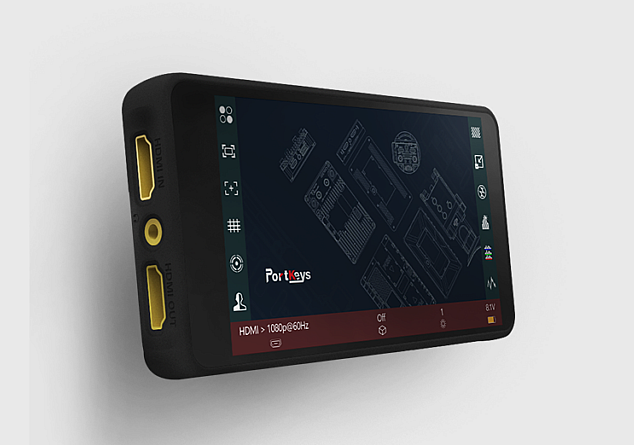 HDMI IN
HDMI OUT
PortKeys
HDMI > 1080p@60Hz
Off
1
8.1V